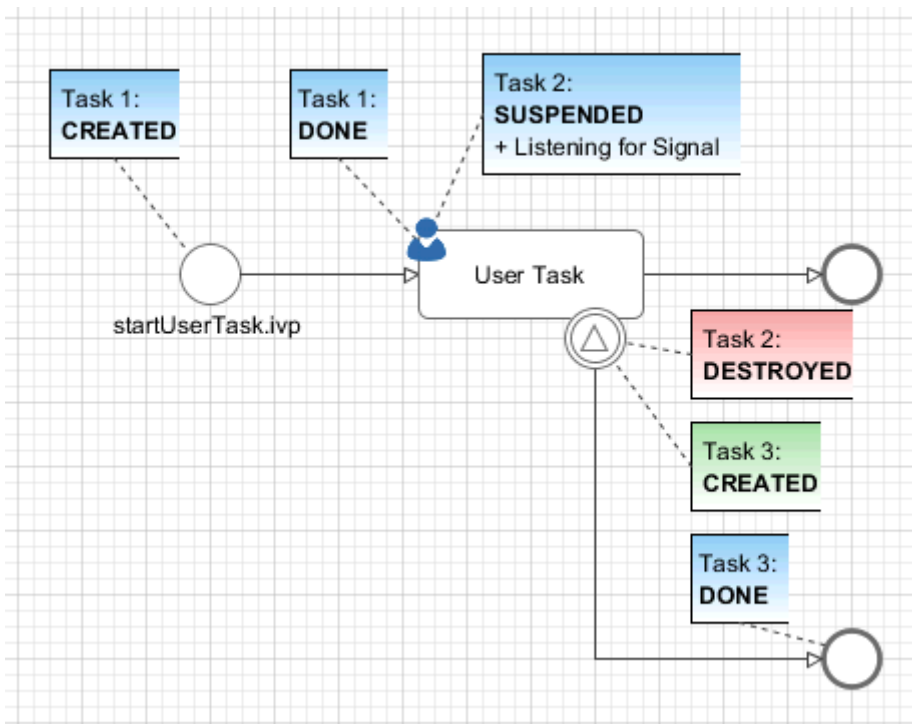 Task 1:
CREATED
Task 1:
DONE
Task 2:
SUSPENDED
+ Listening for Signal
User Task
startUserTask.ivp
Task 2:
DESTROYED
Task 3:
CREATED
Task 3:
DONE